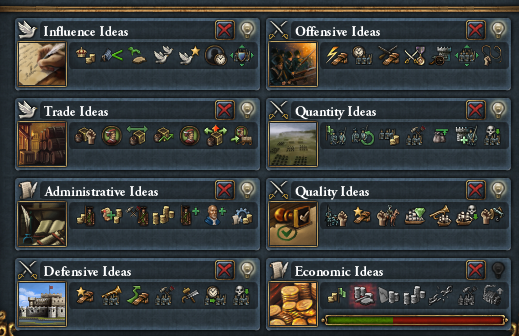 Influence Ideas
Offensive Ideas
Trade Ideas
Quantity Ideas
Administrative Ideas
Quality Ideas
Defensive Ideas
Economic Ideas